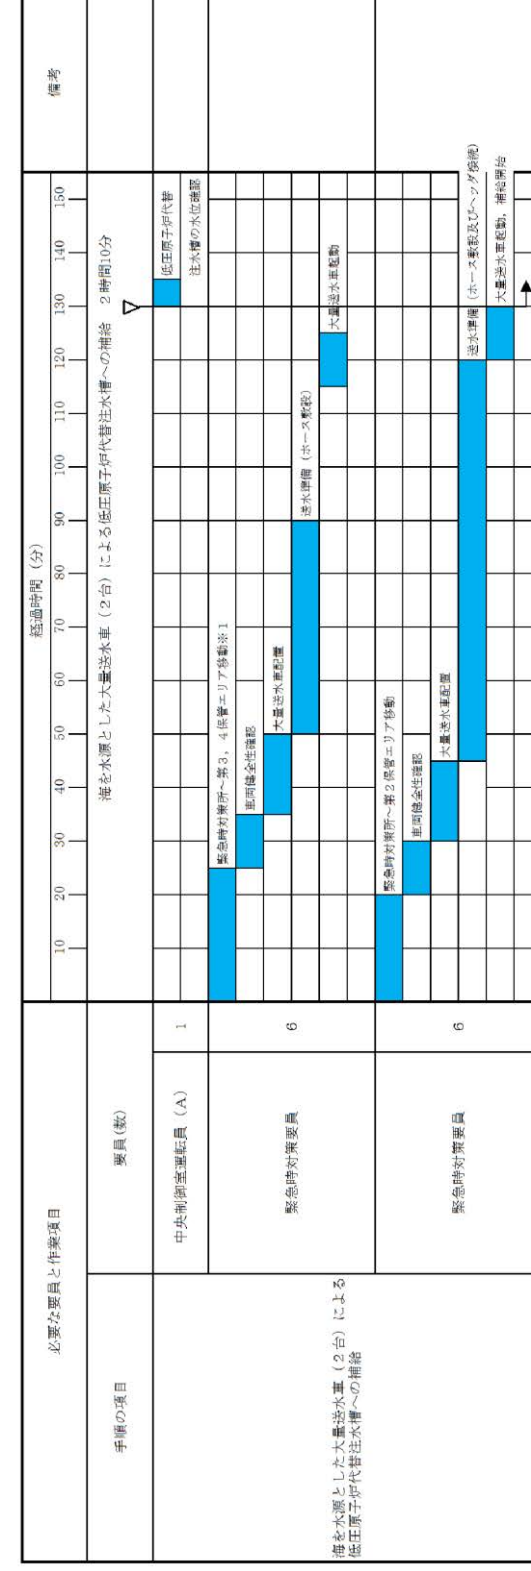 必要な要員と作業項目
経過時間（分）
備考
手順の項目
要員(数)
10 20 30 40 50 60 70 80 90 100 110 120 130 140 150
海を水源とした大量送水車（２台）による低圧原子炉代替注水槽への補給　２時間10分
海を水源とした大量送水車（２台）による
低圧原子炉代替注水槽への補給
中央制御室運転員（Ａ）
1
低圧原子炉代替
注水槽の水位確認
緊急時対策要員
6
緊急時対策所～第３，４保管エリア移動※１
車両健全性確認
大量送水車配置
送水準備（ホース敷設）
大量送水車起動
緊急時対策要員
6
緊急時対策所～第２保管エリア移動
車両健全性確認
大量送水車配置
送水準備（ホース敷設及びヘッダ接続）
大量送水車起動，補給開始